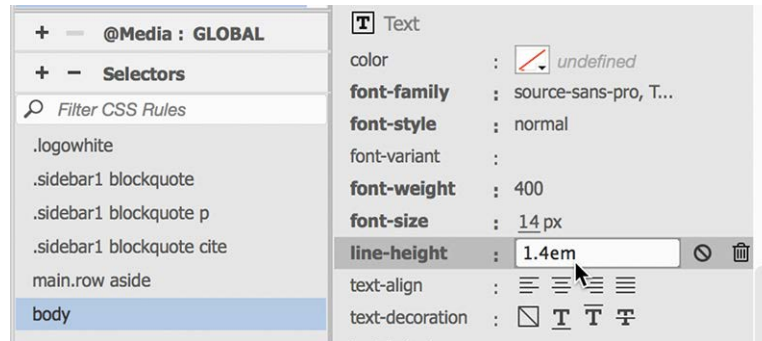 + − @Media : GLOBAL
+ − Selectors
Filter CSS Rules
.logowhite
.sidebar1 blockquote
.sidebar1 blockquote p
.sidebar1 blockquote cite
main.row aside
body
T Text
color : undefined
font-family : source-sans-pro, T...
font-style : normal
font-variant :
font-weight : 400
font-size : 14 px
line-height : 1.4em
text-align :
text-decoration : T T T